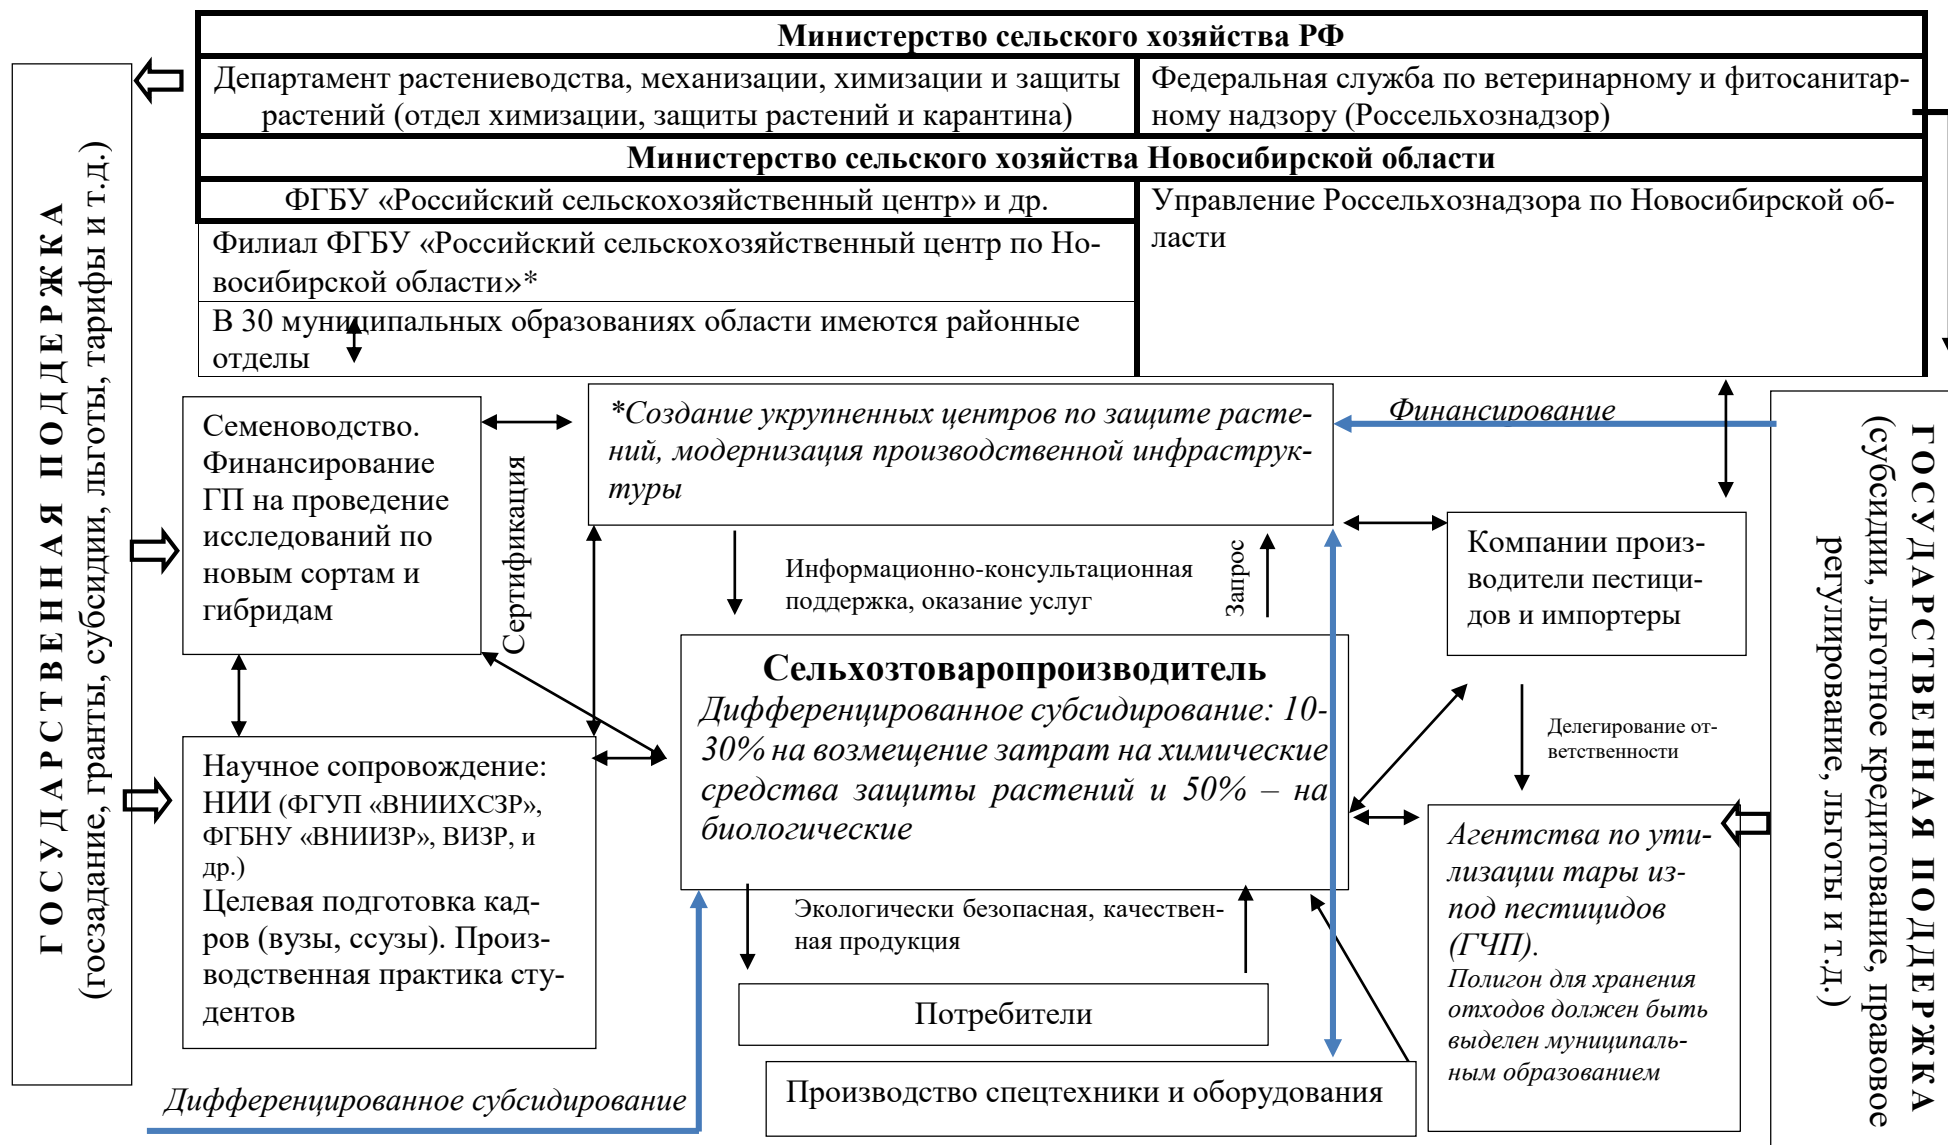 Министерство сельского хозяйства РФ
Департамент растениеводства, механизации, химизации и защиты
растений (отдел химизации, защиты растений и карантина)
Федеральная служба по ветеринарному и фитосанитар-
ному надзору (Россельхознадзор)
Министерство сельского хозяйства Новосибирской области
ФГБУ «Российский сельскохозяйственный центр» и др.
Управление Россельхознадзора по Новосибирской об-
ласти
Филиал ФГБУ «Российский сельскохозяйственный центр по Но-
восибирской области»*
В 30 муниципальных образованиях области имеются районные
отделы
ГОСУДАРСТВЕННАЯ ПОДДЕРЖКА
(госзадание, гранты, субсидии, льготы, тарифы и т.д.)
Семеноводство.
Финансирование
ГП на проведение
исследований по
новым сортам и
гибридам
Сертификация
*Создание укрупненных центров по защите расте-
ний, модернизация производственной инфраструк-
туры
Финансирование
Информационно-консультационная
поддержка, оказание услуг
Запрос
Компании произ-
водители пестици-
дов и импортеры
ГОСУДАРСТВЕННАЯ ПОДДЕРЖКА
(субсидии, льготное кредитование, правовое
регулирование, льготы и т.д.)
Сельхозтоваропроизводитель
Дифференцированное субсидирование: 10-
30% на возмещение затрат на химические
средства защиты растений и 50% – на
биологические
Делегирование от-
ветственности
Научное сопровождение:
НИИ (ФГУП «ВНИИХСЗР»,
ФГБНУ «ВНИИЗР», ВИЗР, и
др.)
Целевая подготовка кад-
ров (вузы, ссузы). Произ-
водственная практика сту-
дентов
Агентства по ути-
лизации тары из-
под пестицидов
(ГЧП).
Полигон для хранения
отходов должен быть
выделен муниципаль-
ным образованием
Экологически безопасная, качествен-
ная продукция
Потребители
Производство спецтехники и оборудования
Дифференцированное субсидирование